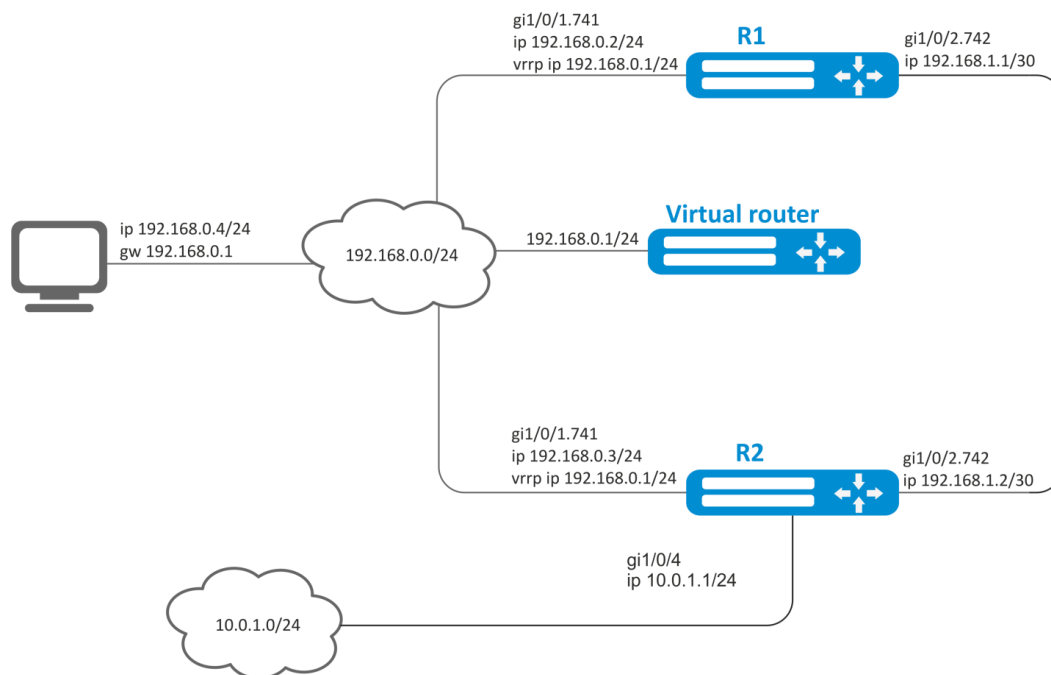 gi1/0/1.741
ip 192.168.0.2/24
vrrp ip 192.168.0.1/24
R1
gi1/0/2.742
ip 192.168.1.1/30
ip 192.168.0.4/24
gw 192.168.0.1
192.168.0.0/24
192.168.0.1/24
Virtual router
gi1/0/1.741
ip 192.168.0.3/24
vrrp ip 192.168.0.1/24
R2
gi1/0/2.742
ip 192.168.1.2/30
gi1/0/4
ip 10.0.1.1/24
10.0.1.0/24